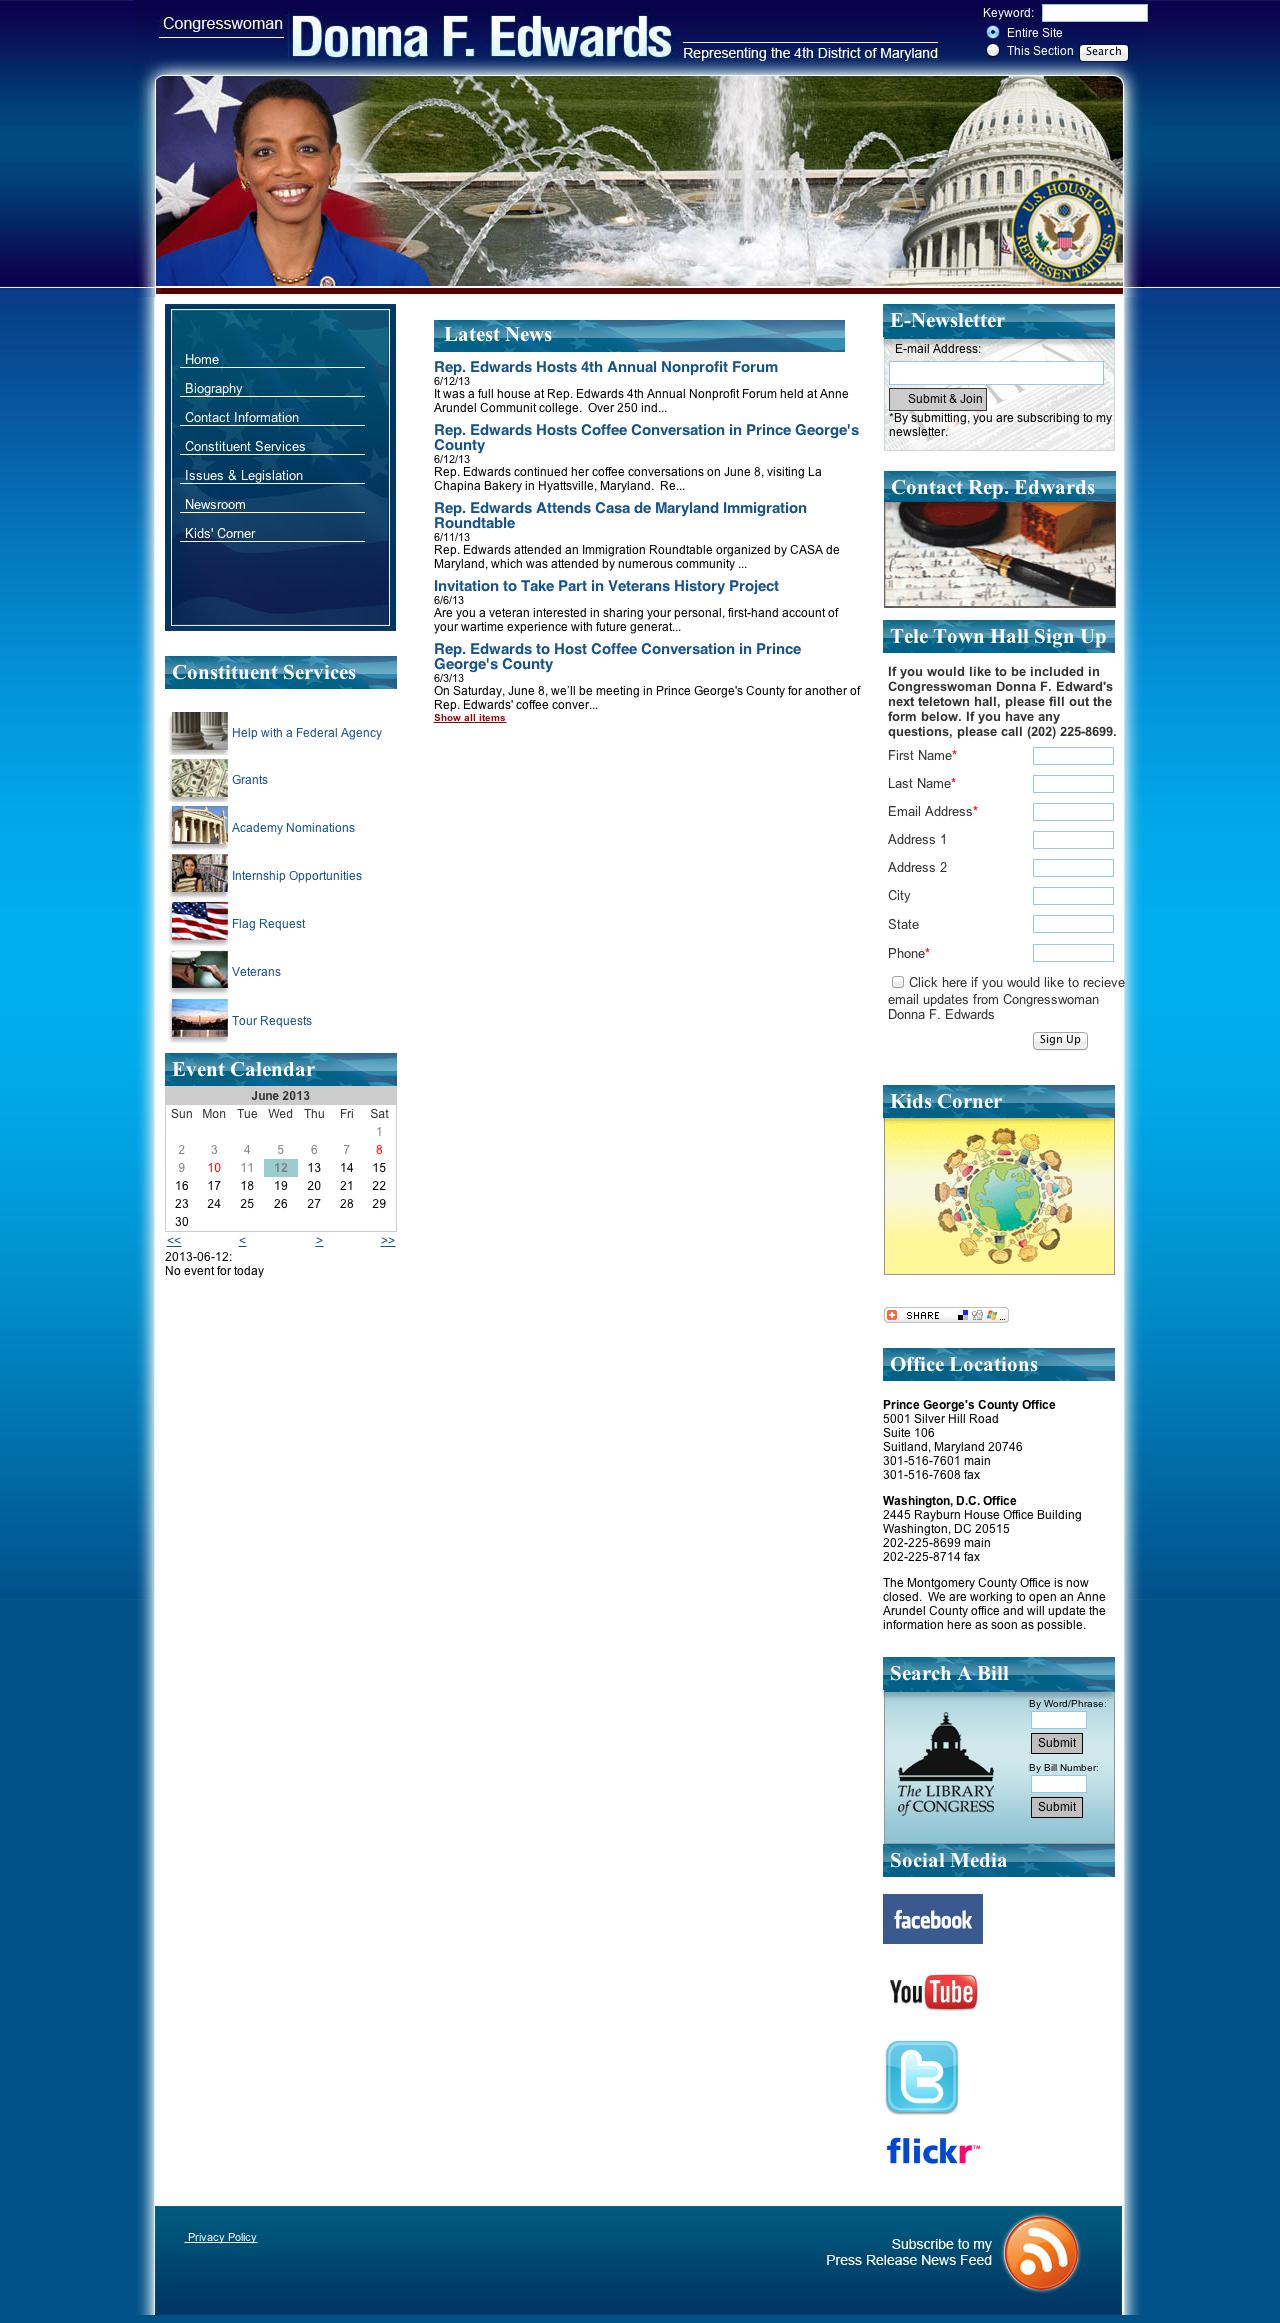 Congresswoman
Donna F. Edwards
Representing the 4th District of Maryland
Keyword:
Entire Site
This Section Search
U.S. HOUSE OF
REPRESENTATIVES
Home
Biography
Contact Information
Constituent Services
Issues & Legislation
Newsroom
Kids' Corner
Constituent Services
Help with a Federal Agency
Grants
Academy Nominations
Internship Opportunities
Flag Request
Veterans
Tour Requests
Event Calendar
June 2013
Sun Mon Tue Wed Thu Fri Sat
1
2 3 4 5 6 7 8
9 10 11 12 13 14 15
16 17 18 19 20 21 22
23 24 25 26 27 28 29
30
<< < > >>
2013-06-12:
No event for today
Latest News
Rep. Edwards Hosts 4th Annual Nonprofit Forum
6/12/13
It was a full house at Rep. Edwards 4th Annual Nonprofit Forum held at Anne
Arundel Communit college.  Over 250 ind...
Rep. Edwards Hosts Coffee Conversation in Prince George's
County
6/12/13
Rep. Edwards continued her coffee conversations on June 8, visiting La
Chapina Bakery in Hyattsville, Maryland.  Re...
Rep. Edwards Attends Casa de Maryland Immigration
Roundtable
6/11/13
Rep. Edwards attended an Immigration Roundtable organized by CASA de
Maryland, which was attended by numerous community ...
Invitation to Take Part in Veterans History Project
6/6/13
Are you a veteran interested in sharing your personal, first-hand account of
your wartime experience with future generat...
Rep. Edwards to Host Coffee Conversation in Prince
George's County
6/3/13
On Saturday, June 8, we'll be meeting in Prince George's County for another of
Rep. Edwards' coffee conver...
Show all items
E-Newsletter
E-mail Address:
Submit & Join
*By submitting, you are subscribing to my
newsletter.
Contact Rep. Edwards
Tele Town Hall Sign Up
If you would like to be included in
Congresswoman Donna F. Edward's
next teletown hall, please fill out the
form below. If you have any
questions, please call (202) 225-8699.
First Name*
Last Name*
Email Address*
Address 1
Address 2
City
State
Phone*
Click here if you would like to recieve
email updates from Congresswoman
Donna F. Edwards
Sign Up
Kids Corner
SHARE ...
Office Locations
Prince George's County Office
5001 Silver Hill Road
Suite 106
Suitland, Maryland 20746
301-516-7601 main
301-516-7608 fax
Washington, D.C. Office
2445 Rayburn House Office Building
Washington, DC 20515
202-225-8699 main
202-225-8714 fax
The Montgomery County Office is now
closed.  We are working to open an Anne
Arundel County office and will update the
information here as soon as possible.
Search A Bill
By Word/Phrase:
Submit
By Bill Number:
Submit
The LIBRARY
of CONGRESS
Social Media
facebook
YouTube
t
flickr™
Privacy Policy
Subscribe to my
Press Release News Feed